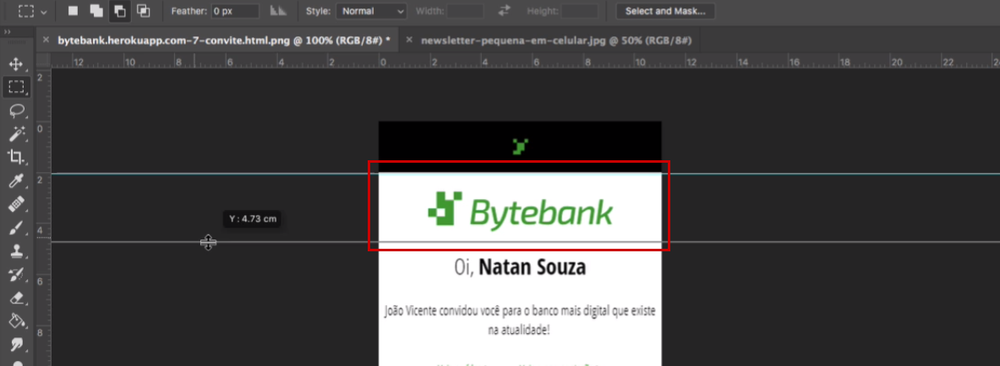 Feather: 0 px Style: Normal Width: Height: Select and Mask...
bytebank.herokuapp.com-7-convite.html.png @ 100% (RGB/8#) * newsletter-pequena-em-celular.jpg @ 50% (RGB/8#)
12 10 8 6 4 2 0 2 4 6 8 10 12 14 16 18 20 22 24
2
0
2
Bytebank
Y : 4.73 cm
4
Oi, Natan Souza
6
João Vicente convidou você para o banco mais digital que existe
na atualidade!
8